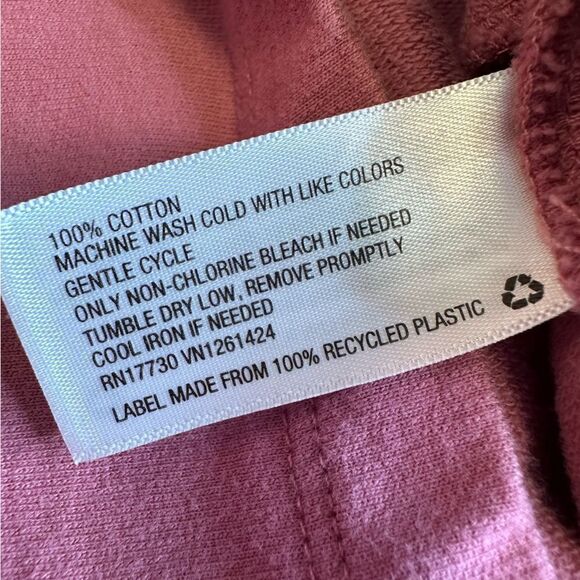 100% COTTON
MACHINE WASH COLD WITH LIKE COLORS
GENTLE CYCLE
ONLY NON-CHLORINE BLEACH IF NEEDED
TUMBLE DRY LOW, REMOVE PROMPTLY
COOL IRON IF NEEDED
RN17730 VN1261424
LABEL MADE FROM 100% RECYCLED PLASTIC